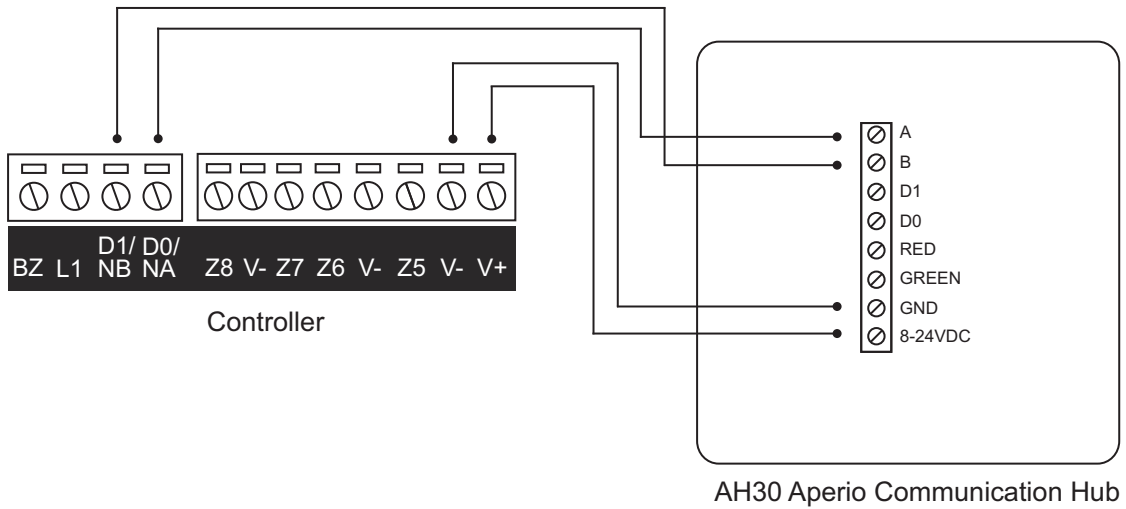 A
B
D1
D0
RED
GREEN
GND
8-24VDC
D1/ D0/
BZ L1 NB NA Z8 V- Z7 Z6 V- Z5 V- V+
Controller
AH30 Aperio Communication Hub